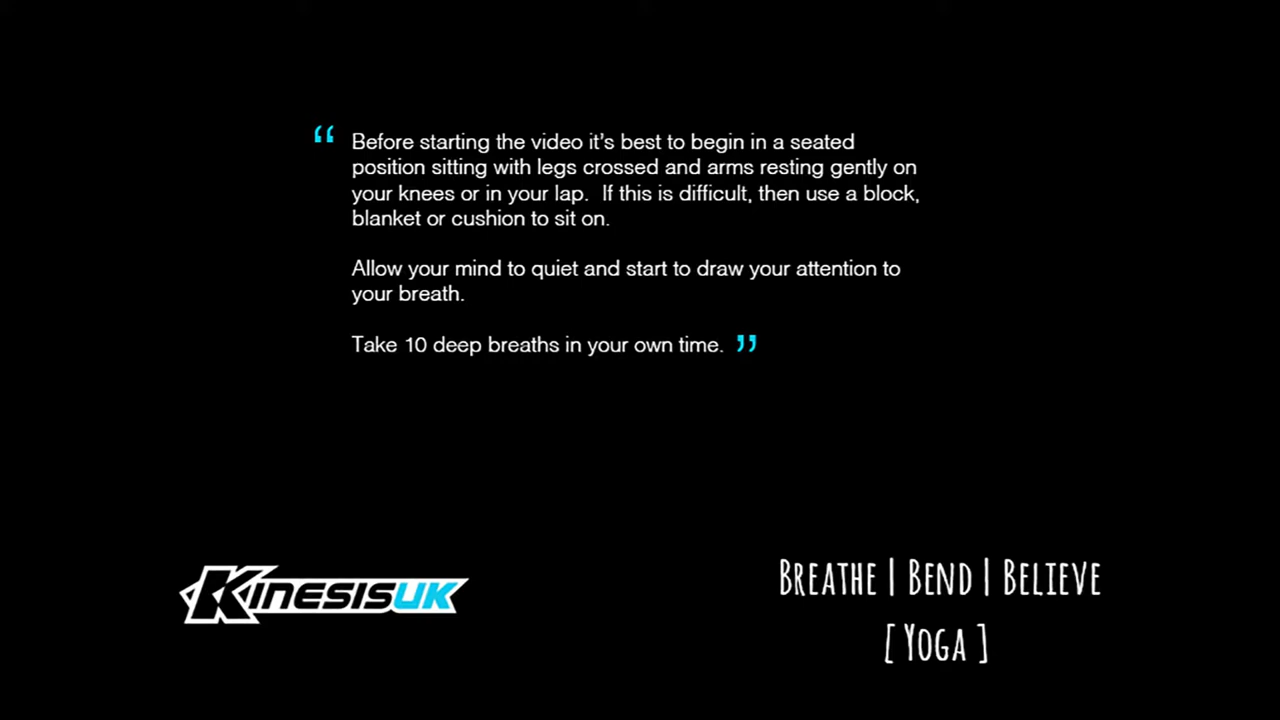 “ Before starting the video it's best to begin in a seated
position sitting with legs crossed and arms resting gently on
your knees or in your lap.  If this is difficult, then use a block,
blanket or cushion to sit on.
Allow your mind to quiet and start to draw your attention to
your breath.
Take 10 deep breaths in your own time. ”
KINESISUK
BREATHE | BEND | BELIEVE
[ YOGA ]